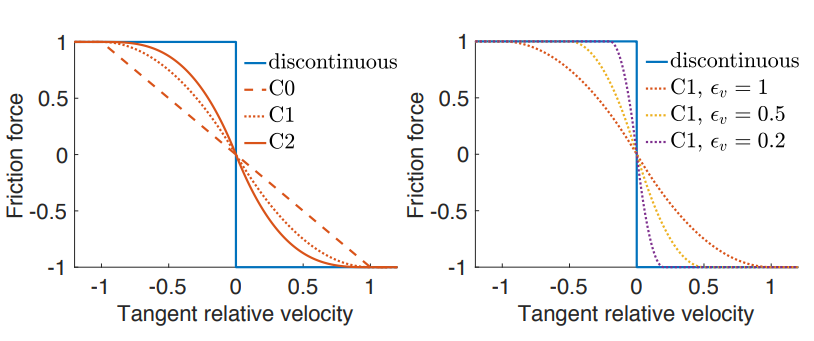 1
0.5
0
-0.5
-1
-1
-0.5
0
0.5
1
Friction force
Tangent relative velocity
discontinuous
C0
C1
C2
1
0.5
0
-0.5
-1
-1
-0.5
0
0.5
1
Friction force
Tangent relative velocity
discontinuous
C1, ϵᵥ = 1
C1, ϵᵥ = 0.5
C1, ϵᵥ = 0.2